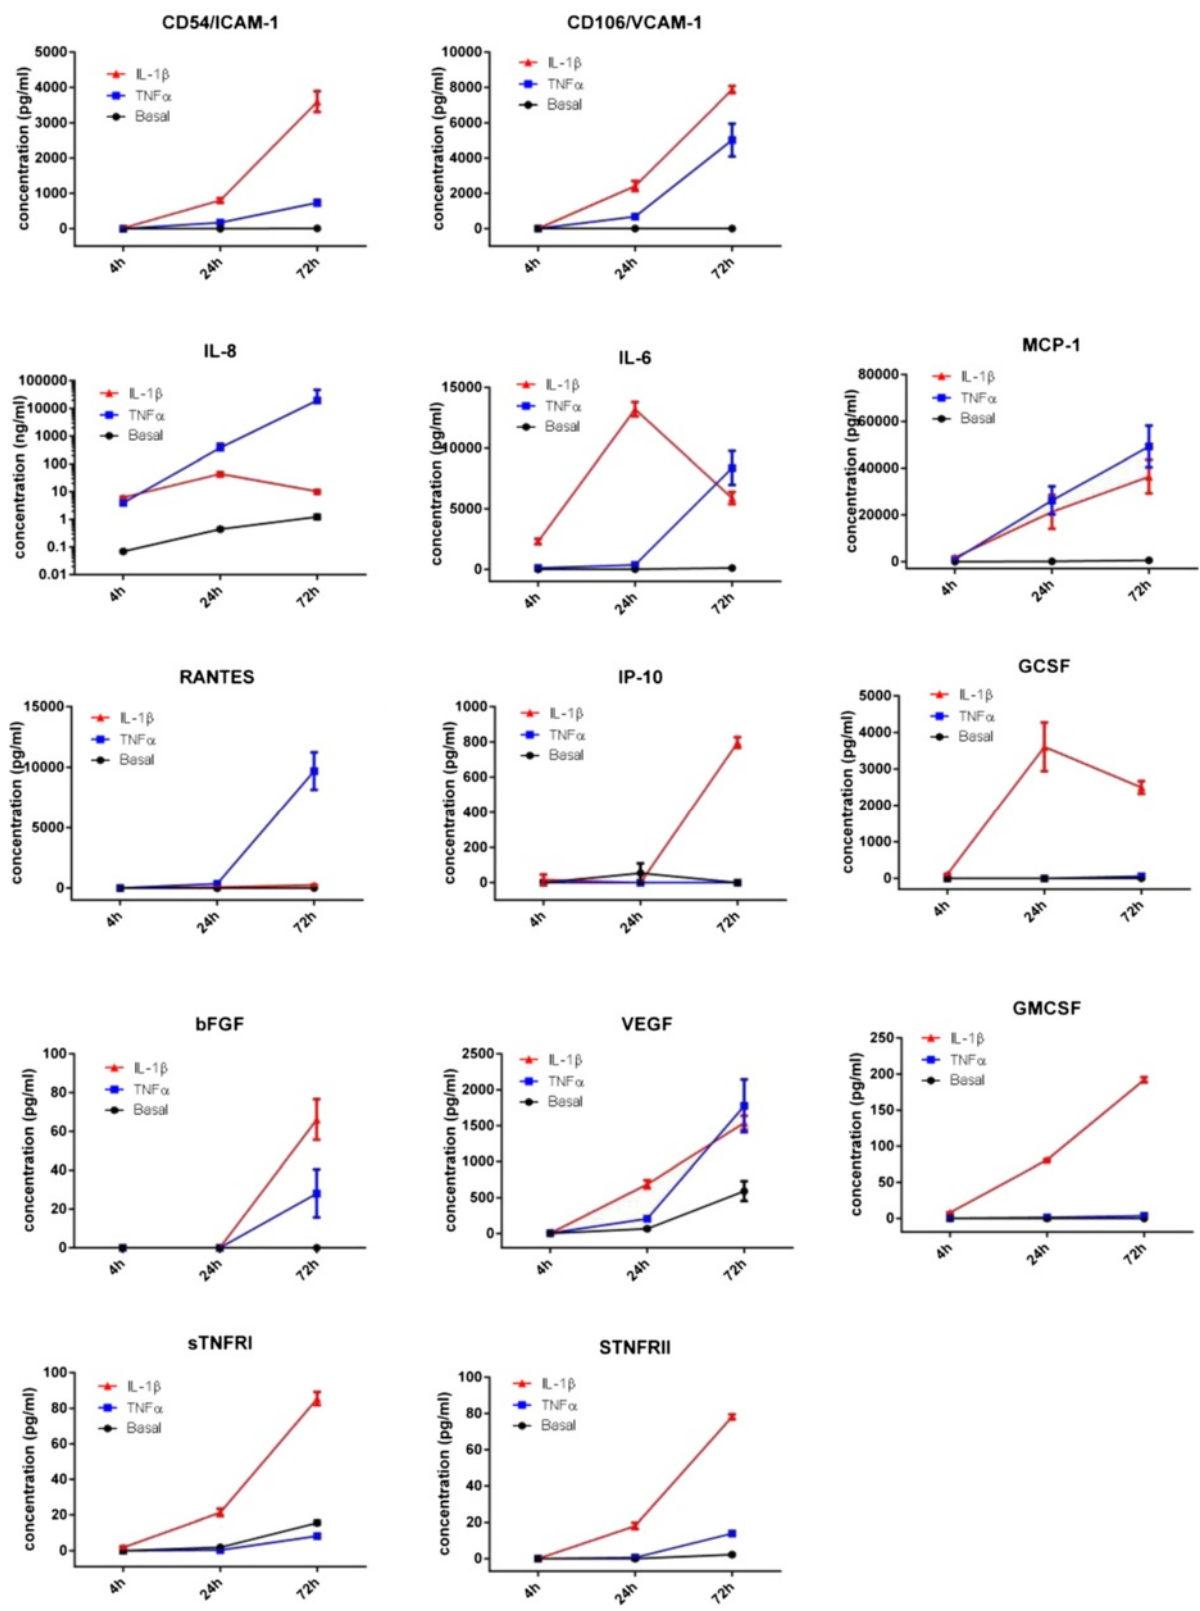 CD54/ICAM-1
concentration (pg/ml)
5000
4000
3000
2000
1000
0
IL-1β
TNFα
Basal
4h
24h
72h
CD106/VCAM-1
concentration (pg/ml)
10000
8000
6000
4000
2000
0
IL-1β
TNFα
Basal
4h
24h
72h
IL-8
concentration (ng/ml)
100000
10000
1000
100
10
1
0.1
0.01
IL-1β
TNFα
Basal
4h
24h
72h
IL-6
concentration (pg/ml)
15000
10000
5000
0
IL-1β
TNFα
Basal
4h
24h
72h
MCP-1
concentration (pg/ml)
80000
60000
40000
20000
0
IL-1β
TNFα
Basal
4h
24h
72h
RANTES
concentration (pg/ml)
15000
10000
5000
0
IL-1β
TNFα
Basal
4h
24h
72h
IP-10
concentration (pg/ml)
1000
800
600
400
200
0
IL-1β
TNFα
Basal
4h
24h
72h
GCSF
concentration (pg/ml)
5000
4000
3000
2000
1000
0
IL-1β
TNFα
Basal
4h
24h
72h
bFGF
concentration (pg/ml)
100
80
60
40
20
0
IL-1β
TNFα
Basal
4h
24h
72h
VEGF
concentration (pg/ml)
2500
2000
1500
1000
500
0
IL-1β
TNFα
Basal
4h
24h
72h
GMCSF
concentration (pg/ml)
250
200
150
100
50
0
IL-1β
TNFα
Basal
4h
24h
72h
sTNFRI
concentration (pg/ml)
100
80
60
40
20
0
IL-1β
TNFα
Basal
4h
24h
72h
STNFRII
concentration (pg/ml)
100
80
60
40
20
0
IL-1β
TNFα
Basal
4h
24h
72h